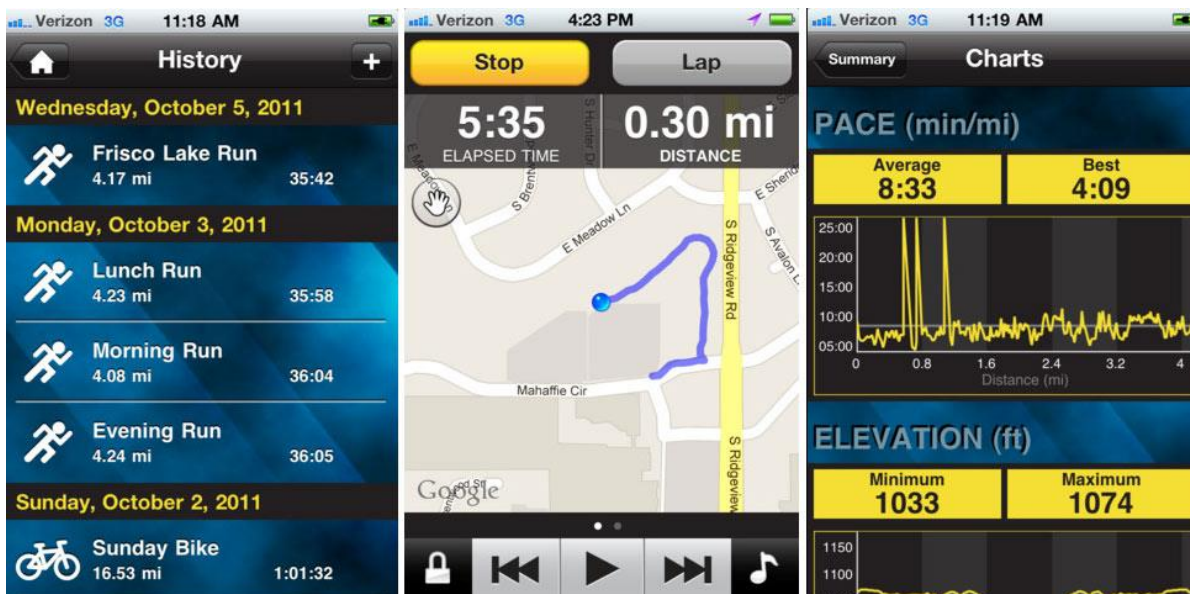 Verizon 3G 11:18 AM
History
+
Wednesday, October 5, 2011
Frisco Lake Run
4.17 mi 35:42
Monday, October 3, 2011
Lunch Run
4.23 mi 35:58
Morning Run
4.08 mi 36:04
Evening Run
4.24 mi 36:05
Sunday, October 2, 2011
Sunday Bike
16.53 mi 1:01:32
Verizon 3G 4:23 PM
Stop Lap
5:35 0.30 mi
ELAPSED TIME DISTANCE
S Hunter Dr
E Meadow Ln
S Ridgeview Rd
Mahaffie Cir
S Ridgeview
Google
Verizon 3G 11:19 AM
Summary Charts
PACE (min/mi)
Average Best
8:33 4:09
25:00
20:00
15:00
10:00
05:00
0 0.8 1.6 2.4 3.2 4
Distance (mi)
ELEVATION (ft)
Minimum Maximum
1033 1074
1150
1100